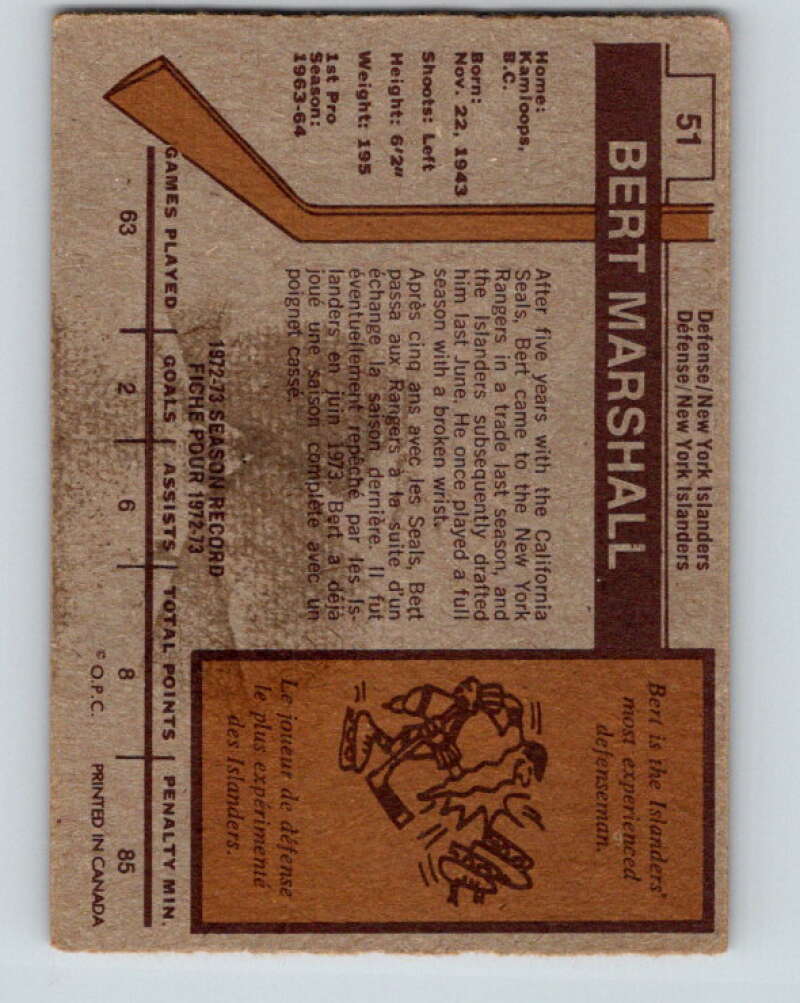 51
Defense/New York Islanders
Défense/New York Islanders
BERT MARSHALL
Home:
Kamloops,
B.C.
Born:
Nov. 22, 1943
Shoots: Left
Height: 6'2"
Weight: 195
1st Pro
Season:
1963-64
After five years with the California
Seals, Bert came to the New York
Rangers in a trade last season, and
the Islanders subsequently drafted
him last June. He once played a full
season with a broken wrist.
Après cinq ans avec les Seals, Bert
passa aux Rangers à la suite d'un
échange la saison dernière. Il fut
éventuellement repêché par les Is-
landers en juin 1973. Bert a déjà
joué une saison complète avec un
poignet cassé.
Bert is the Islanders'
most experienced
defenseman.
Le joueur de défense
le plus expérimenté
des Islanders.
1972-73 SEASON RECORD
FICHE POUR 1972-73
GAMES PLAYED GOALS ASSISTS TOTAL POINTS PENALTY MIN.
63 2 6 8 85
© O.P.C. PRINTED IN CANADA